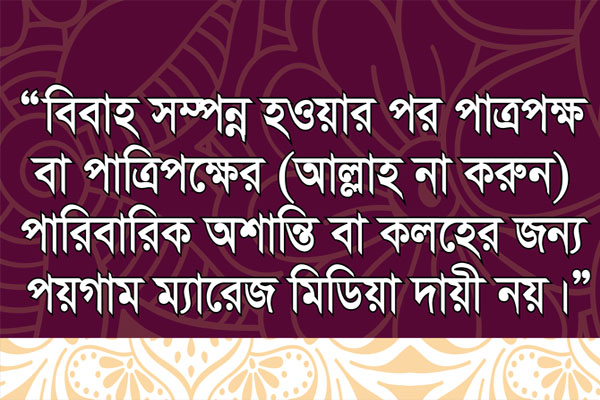 “বিবাহ সম্পন্ন হওয়ার পর পাত্রপক্ষ
বা পাত্রিপক্ষের (আল্লাহ না করুন)
পারিবারিক অশান্তি বা কলহের জন্য
পয়গাম ম্যারেজ মিডিয়া দায়ী নয়।”